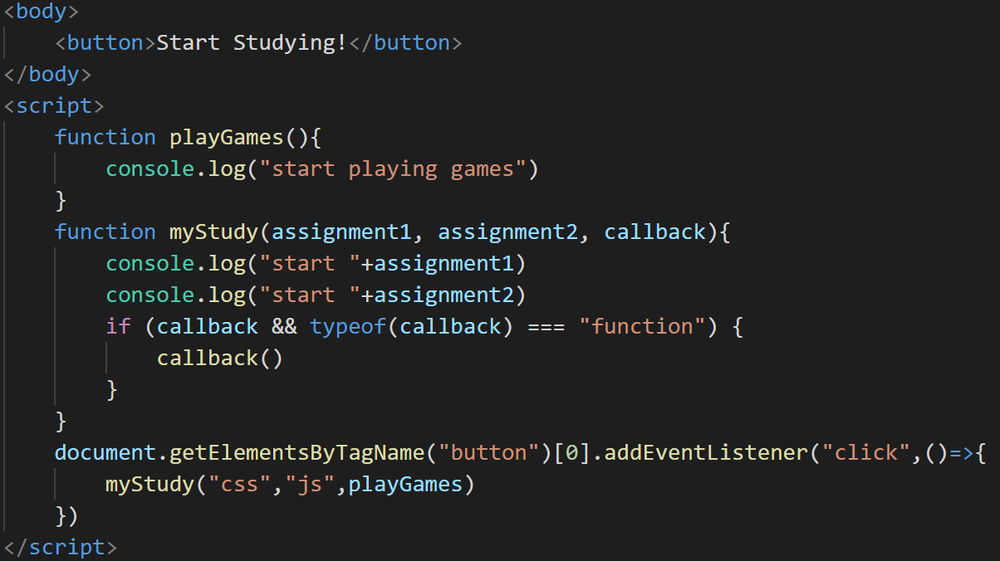 <body>
    <button>Start Studying!</button>
</body>
<script>
    function playGames(){
        console.log("start playing games")
    }
    function myStudy(assignment1, assignment2, callback){
        console.log("start "+assignment1)
        console.log("start "+assignment2)
        if (callback && typeof(callback) === "function") {
            callback()
        }
    }
    document.getElementsByTagName("button")[0].addEventListener("click",()=>{
        myStudy("css","js",playGames)
    })
</script>